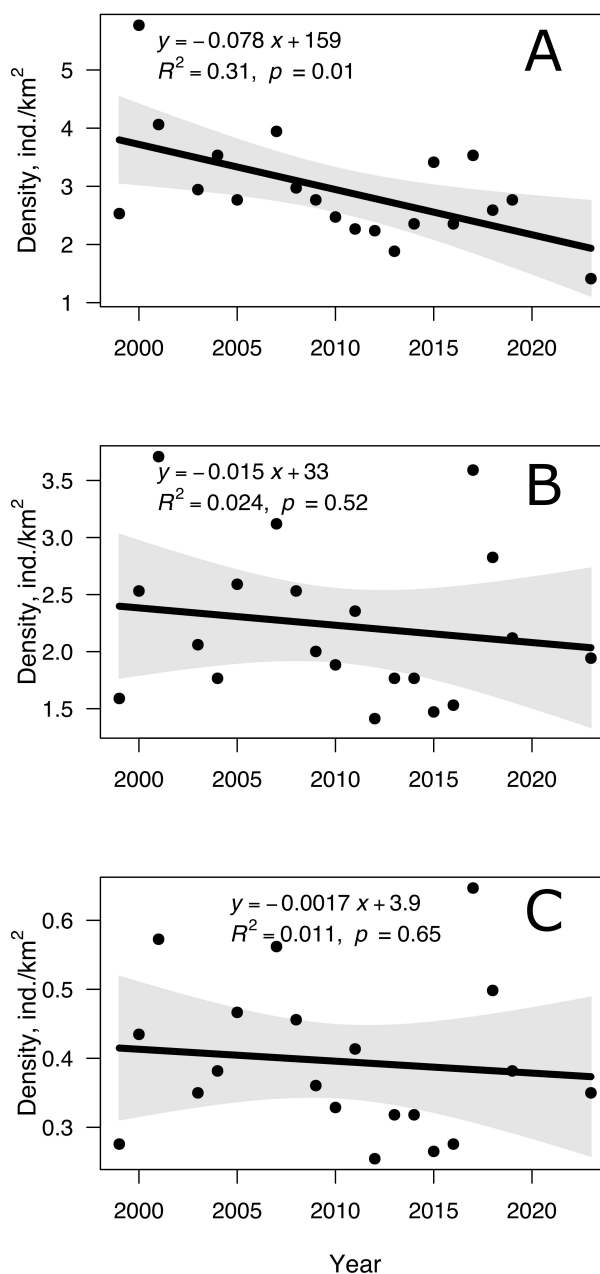 y = −0.078 x + 159
R² = 0.31, p = 0.01
A
Density, ind./km²
5
4
3
2
1
2000 2005 2010 2015 2020
y = −0.015 x + 33
R² = 0.024, p = 0.52
B
Density, ind./km²
3.5
3.0
2.5
2.0
1.5
2000 2005 2010 2015 2020
y = −0.0017 x + 3.9
R² = 0.011, p = 0.65
C
Density, ind./km²
0.6
0.5
0.4
0.3
2000 2005 2010 2015 2020
Year